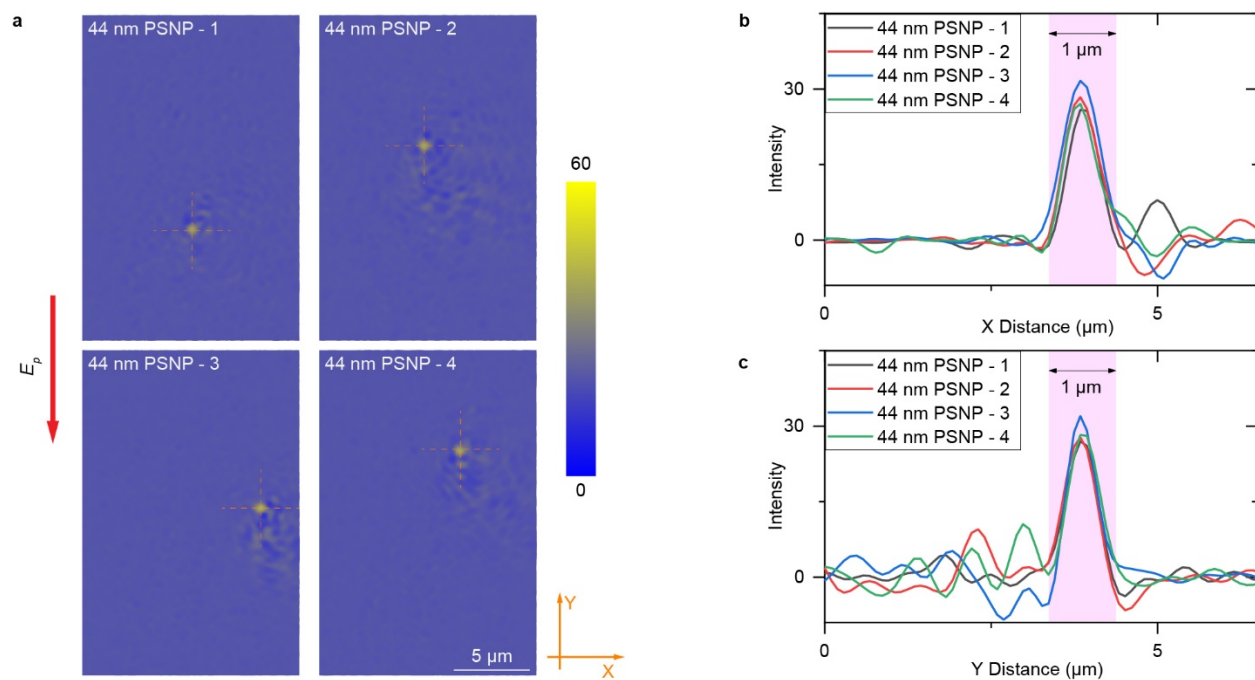 a
44 nm PSNP - 1
44 nm PSNP - 2
60
0
Eₚ
44 nm PSNP - 3
44 nm PSNP - 4
Y
X
5 μm
b
44 nm PSNP - 1
44 nm PSNP - 2
44 nm PSNP - 3
44 nm PSNP - 4
1 μm
30
0
Intensity
0
5
X Distance (μm)
c
44 nm PSNP - 1
44 nm PSNP - 2
44 nm PSNP - 3
44 nm PSNP - 4
1 μm
30
0
Intensity
0
5
Y Distance (μm)